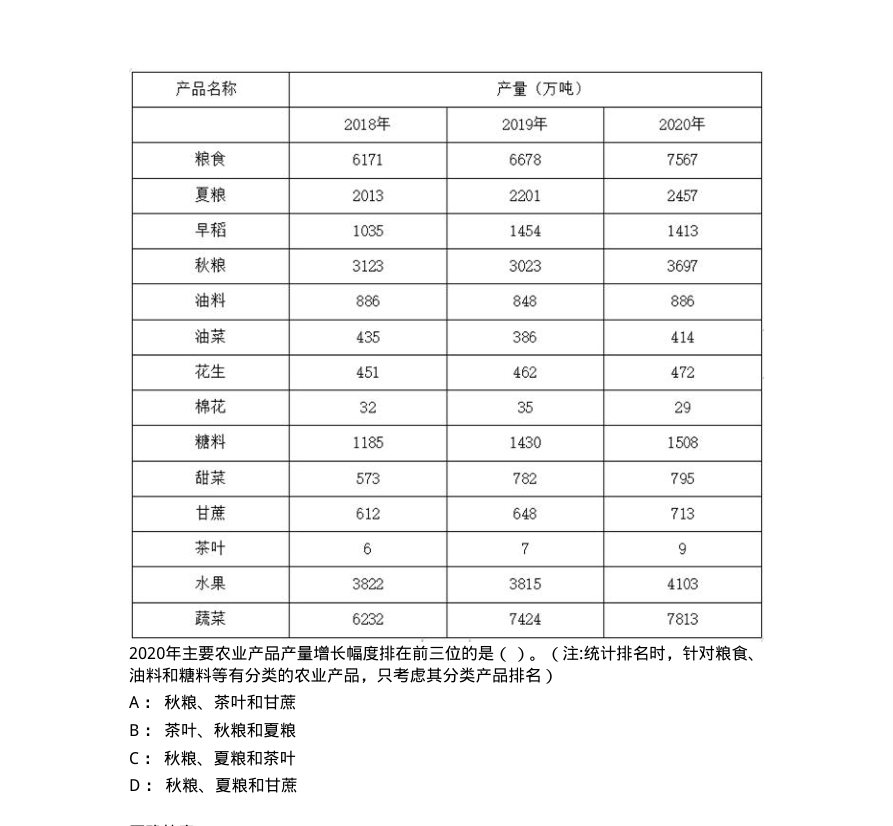 产品名称 产量（万吨）
2018年 2019年 2020年
粮食 6171 6678 7567
夏粮 2013 2201 2457
早稻 1035 1454 1413
秋粮 3123 3023 3697
油料 886 848 886
油菜 435 386 414
花生 451 462 472
棉花 32 35 29
糖料 1185 1430 1508
甜菜 573 782 795
甘蔗 612 648 713
茶叶 6 7 9
水果 3822 3815 4103
蔬菜 6232 7424 7813
2020年主要农业产品产量增长幅度排在前三位的是（ ）。（注:统计排名时，针对粮食、
油料和糖料等有分类的农业产品，只考虑其分类产品排名）
A： 秋粮、茶叶和甘蔗
B： 茶叶、秋粮和夏粮
C： 秋粮、夏粮和茶叶
D： 秋粮、夏粮和甘蔗